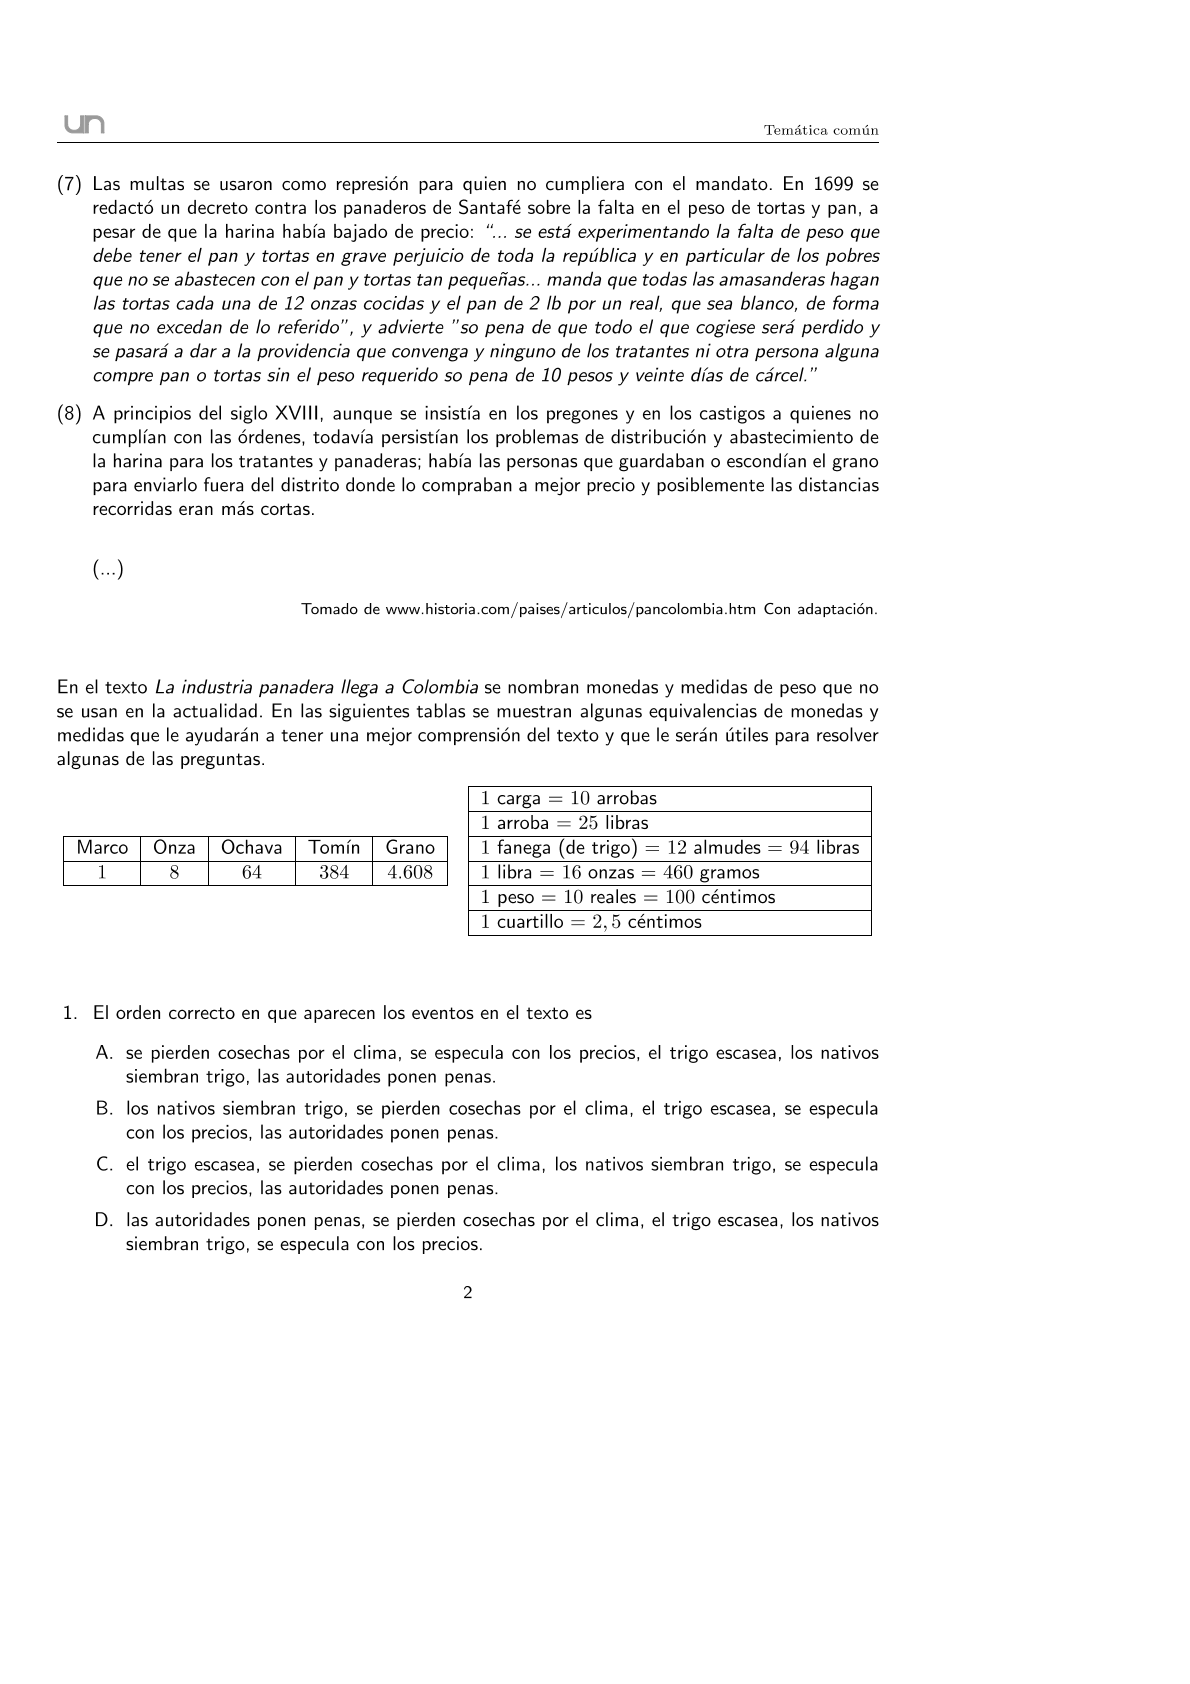 un
Temática común
(7) Las multas se usaron como represión para quien no cumpliera con el mandato. En 1699 se
redactó un decreto contra los panaderos de Santafé sobre la falta en el peso de tortas y pan, a
pesar de que la harina había bajado de precio: “... se está experimentando la falta de peso que
debe tener el pan y tortas en grave perjuicio de toda la república y en particular de los pobres
que no se abastecen con el pan y tortas tan pequeñas... manda que todas las amasanderas hagan
las tortas cada una de 12 onzas cocidas y el pan de 2 lb por un real, que sea blanco, de forma
que no excedan de lo referido”, y advierte ”so pena de que todo el que cogiese será perdido y
se pasará a dar a la providencia que convenga y ninguno de los tratantes ni otra persona alguna
compre pan o tortas sin el peso requerido so pena de 10 pesos y veinte días de cárcel.”
(8) A principios del siglo XVIII, aunque se insistía en los pregones y en los castigos a quienes no
cumplían con las órdenes, todavía persistían los problemas de distribución y abastecimiento de
la harina para los tratantes y panaderas; había las personas que guardaban o escondían el grano
para enviarlo fuera del distrito donde lo compraban a mejor precio y posiblemente las distancias
recorridas eran más cortas.
(...)
Tomado de www.historia.com/paises/articulos/pancolombia.htm Con adaptación.
En el texto La industria panadera llega a Colombia se nombran monedas y medidas de peso que no
se usan en la actualidad. En las siguientes tablas se muestran algunas equivalencias de monedas y
medidas que le ayudarán a tener una mejor comprensión del texto y que le serán útiles para resolver
algunas de las preguntas.
Marco Onza Ochava Tomín Grano
1 8 64 384 4.608
1 carga = 10 arrobas
1 arroba = 25 libras
1 fanega (de trigo) = 12 almudes = 94 libras
1 libra = 16 onzas = 460 gramos
1 peso = 10 reales = 100 céntimos
1 cuartillo = 2, 5 céntimos
1. El orden correcto en que aparecen los eventos en el texto es
A. se pierden cosechas por el clima, se especula con los precios, el trigo escasea, los nativos
siembran trigo, las autoridades ponen penas.
B. los nativos siembran trigo, se pierden cosechas por el clima, el trigo escasea, se especula
con los precios, las autoridades ponen penas.
C. el trigo escasea, se pierden cosechas por el clima, los nativos siembran trigo, se especula
con los precios, las autoridades ponen penas.
D. las autoridades ponen penas, se pierden cosechas por el clima, el trigo escasea, los nativos
siembran trigo, se especula con los precios.
2